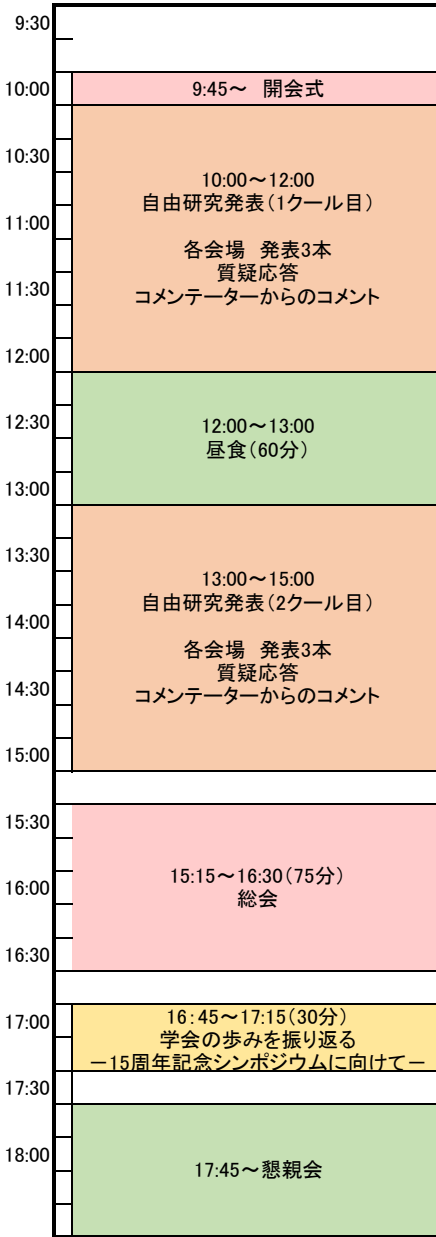 9:30
10:00
9:45～ 開会式
10:30
10:00～12:00
自由研究発表(1クール目)
11:00
各会場 発表3本
質疑応答
11:30
コメンテーターからのコメント
12:00
12:30
12:00～13:00
昼食(60分)
13:00
13:30
13:00～15:00
自由研究発表(2クール目)
14:00
各会場 発表3本
質疑応答
14:30
コメンテーターからのコメント
15:00
15:30
15:15～16:30(75分)
16:00
総会
16:30
17:00
16:45～17:15(30分)
学会の歩みを振り返る
－15周年記念シンポジウムに向けて－
17:30
18:00
17:45～懇親会